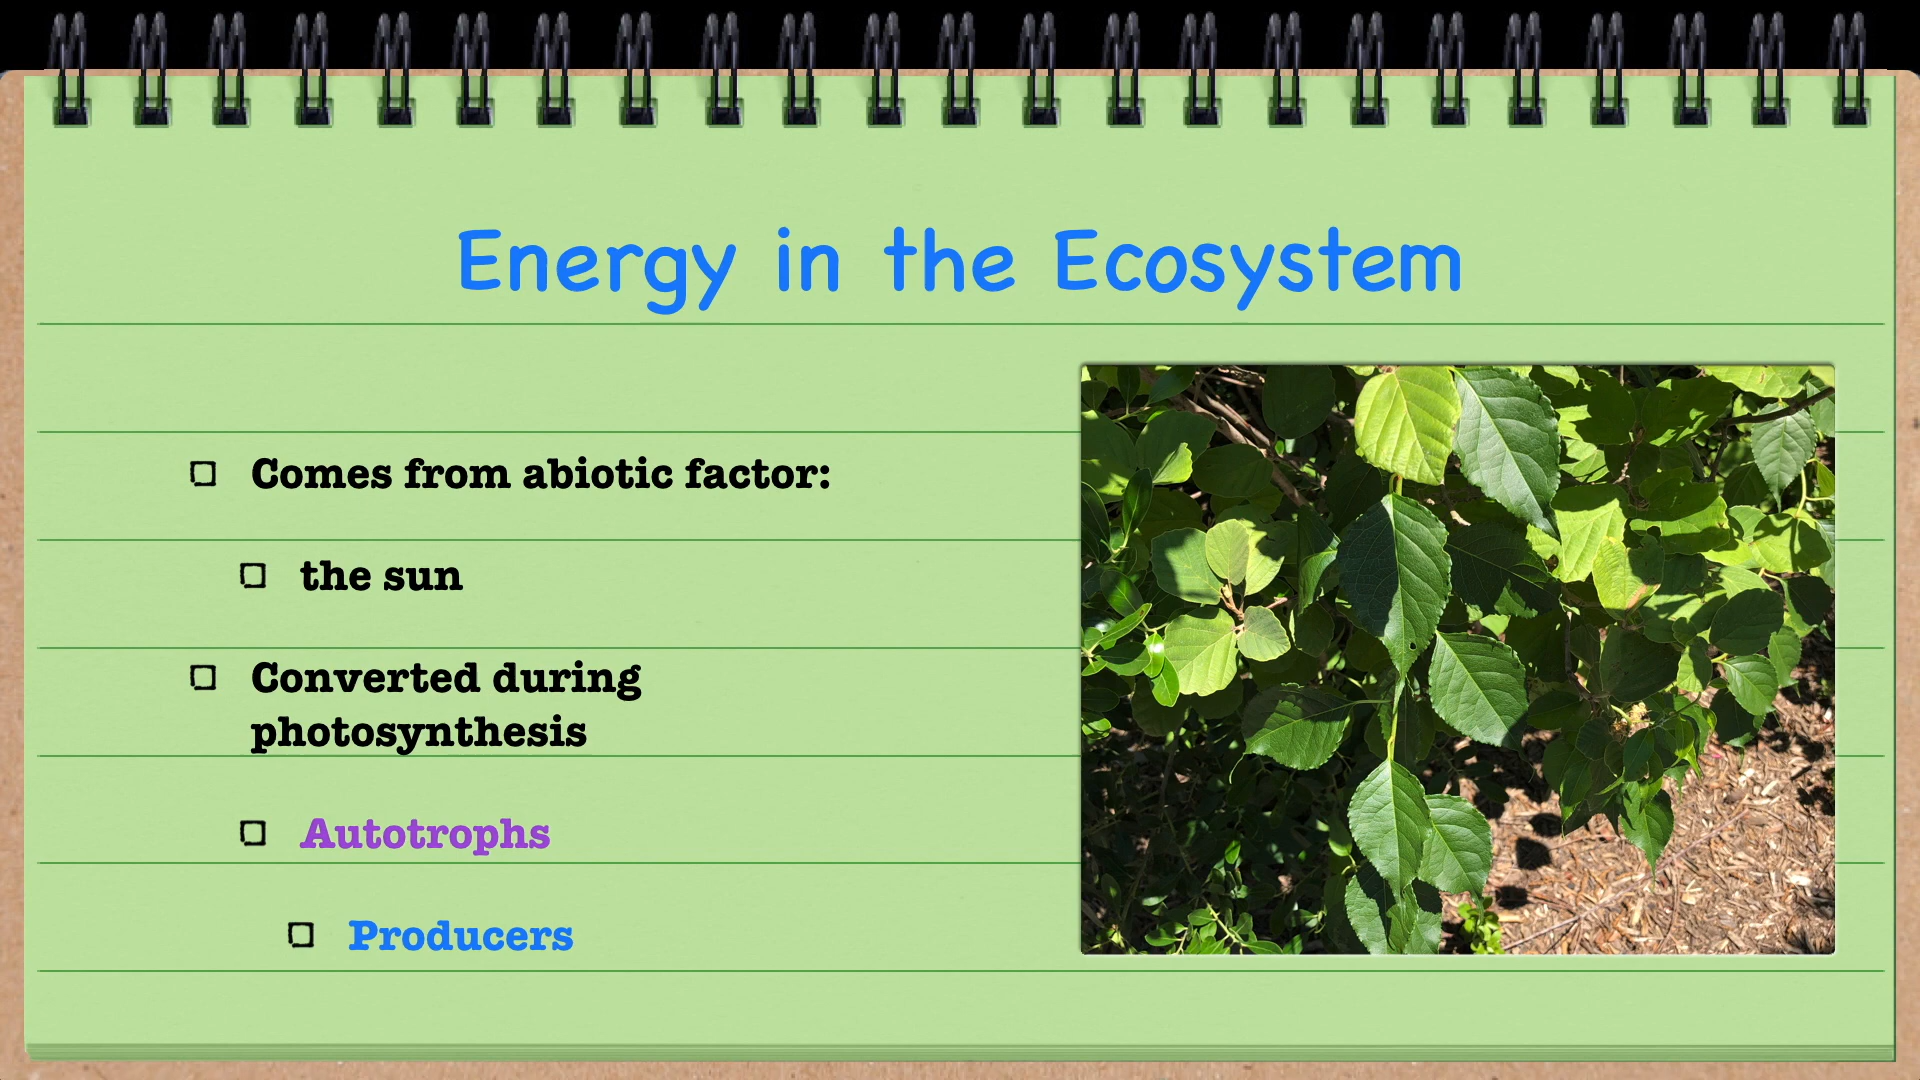 Energy in the Ecosystem
Comes from abiotic factor:
the sun
Converted during
photosynthesis
Autotrophs
Producers